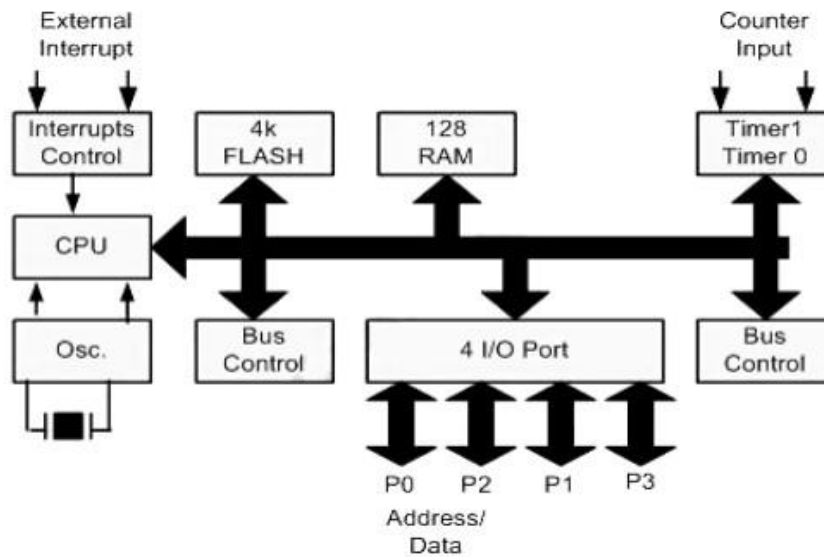 External
Interrupt
Counter
Input
Interrupts
Control
4k
FLASH
128
RAM
Timer1
Timer 0
CPU
Osc.
Bus
Control
4 I/O Port
Bus
Control
P0
P2
P1
P3
Address/
Data